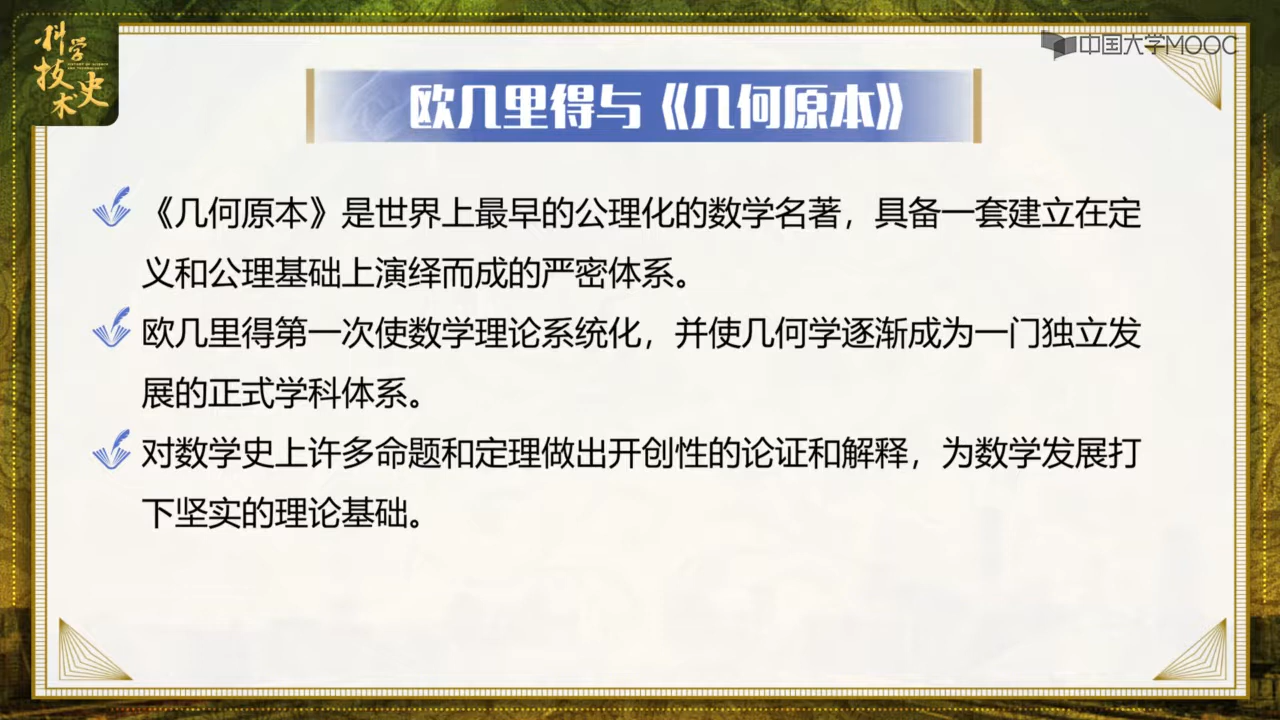 科学技术史
HISTORY OF SCIENCE
AND TECHNOLOGY
中国大学MOOC
欧几里得与《几何原本》
《几何原本》是世界上最早的公理化的数学名著，具备一套建立在定
义和公理基础上演绎而成的严密体系。
欧几里得第一次使数学理论系统化，并使几何学逐渐成为一门独立发
展的正式学科体系。
对数学史上许多命题和定理做出开创性的论证和解释，为数学发展打
下坚实的理论基础。